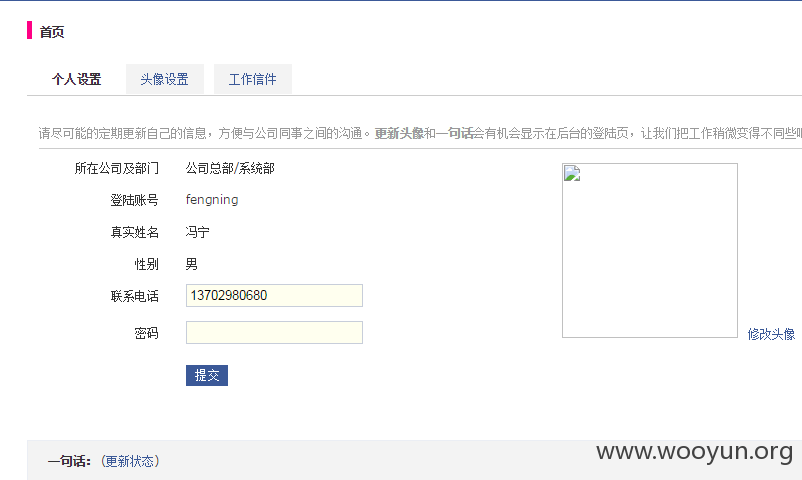 首页
个人设置 头像设置 工作信件
请尽可能的定期更新自己的信息，方便与公司同事之间的沟通。更新头像和一句话会有机会显示在后台的登陆页，让我们把工作稍微变得不同些
所在公司及部门 公司总部/系统部
登陆账号 fengning
真实姓名 冯宁
性别 男
联系电话 13702980680
密码
修改头像
提交
一句话：（更新状态）
www.wooyun.org